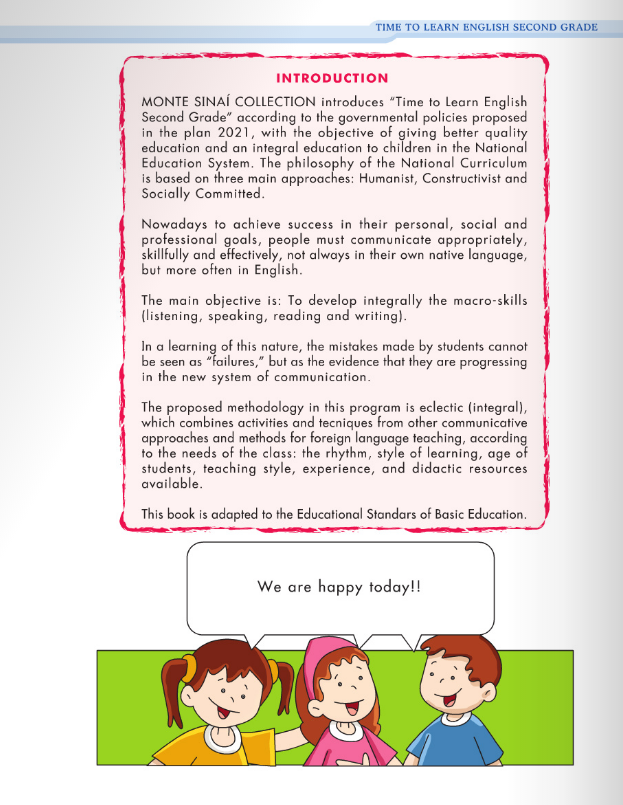 TIME TO LEARN ENGLISH SECOND GRADE
INTRODUCTION
MONTE SINAÍ COLLECTION introduces "Time to Learn English
Second Grade" according to the governmental policies proposed
in the plan 2021, with the objective of giving better quality
education and an integral education to children in the National
Education System. The philosophy of the National Curriculum
is based on three main approaches: Humanist, Constructivist and
Socially Committed.
Nowadays to achieve success in their personal, social and
professional goals, people must communicate appropriately,
skillfully and effectively, not always in their own native language,
but more often in English.
The main objective is: To develop integrally the macro-skills
(listening, speaking, reading and writing).
In a learning of this nature, the mistakes made by students cannot
be seen as "failures," but as the evidence that they are progressing
in the new system of communication.
The proposed methodology in this program is eclectic (integral),
which combines activities and tecniques from other communicative
approaches and methods for foreign language teaching, according
to the needs of the class: the rhythm, style of learning, age of
students, teaching style, experience, and didactic resources
available.
This book is adapted to the Educational Standars of Basic Education.
We are happy today!!